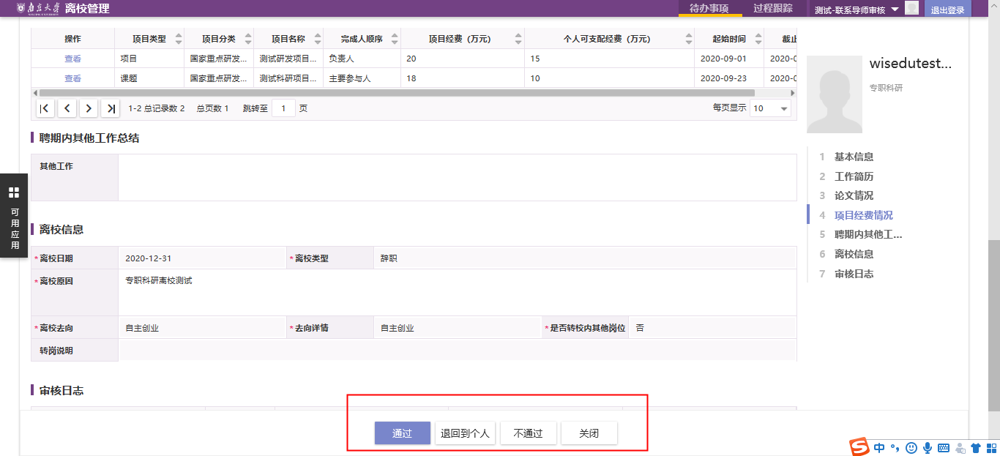 南京大学 离校管理 待办事项 过程跟踪 测试-联系导师审核 退出登录
操作 项目类型 项目分类 项目名称 完成人顺序 项目经费（万元） 个人可支配经费（万元） 起始时间 截止
查看 项目 国家重点研发... 测试研发项目... 负责人 20 15 2020-09-01 2020-0
查看 课题 国家重点研发... 测试科研项目... 主要参与人 18 10 2020-09-23 2020-0
1-2 总记录数 2 总页数 1 跳转至 1 页 每页显示 10
wisedutest...
专职科研
聘期内其他工作总结
其他工作
1 基本信息
2 工作简历
3 论文情况
4 项目经费情况
5 聘期内其他工...
6 离校信息
7 审核日志
可用应用
离校信息
*离校日期 2020-12-31 *离校类型 辞职
*离校原因 专职科研离校测试
*离校去向 自主创业 *去向详情 自主创业 *是否转校内其他岗位 否
转岗说明
审核日志
通过 退回到个人 不通过 关闭
S 中